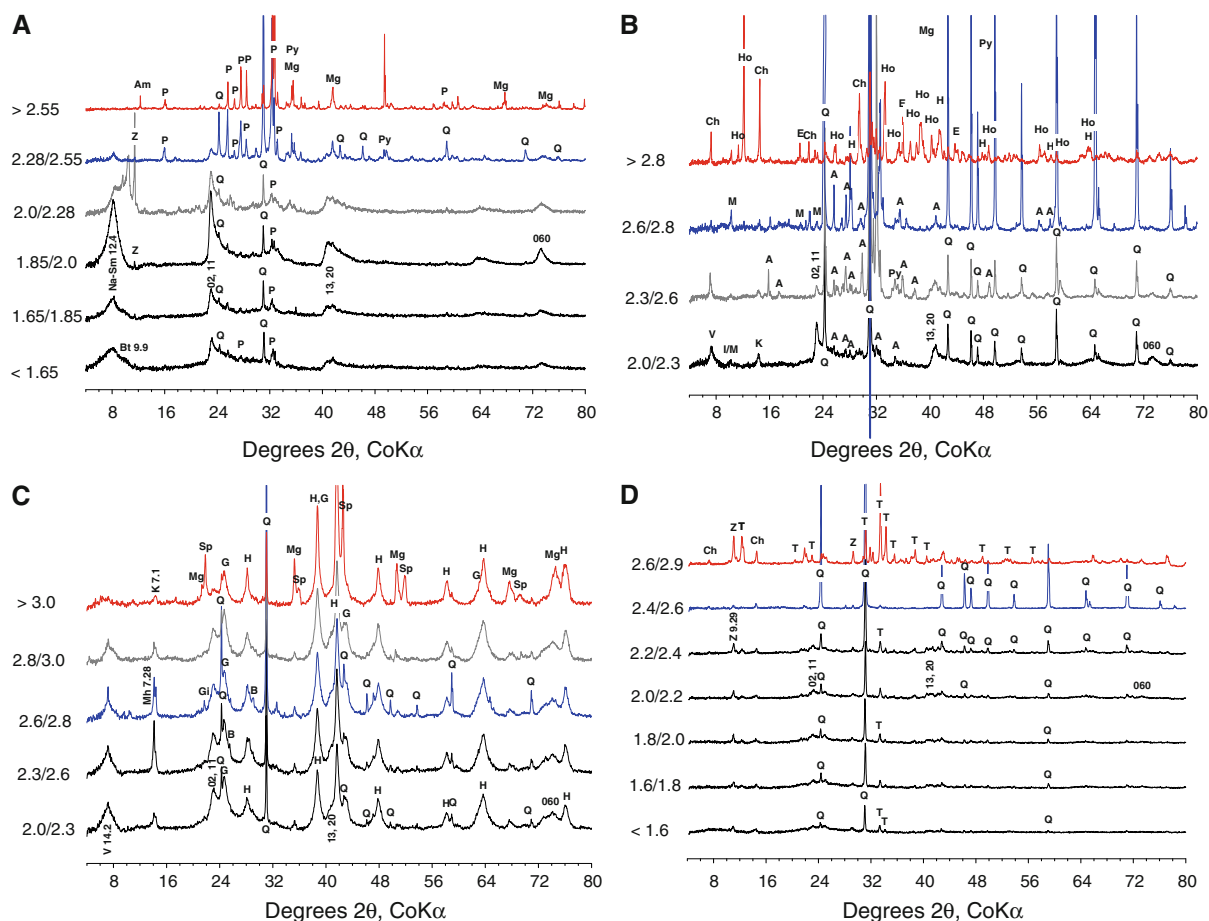 A
Am P P PP P Py Mg Mg P Mg Mg
> 2.55
Z P Q P P P P Q Q Py Q Q Q
2.28/2.55
Q Q P
2.0/2.28
Na-Sm 12.4 Z 02, 11 Q Q P 13, 20 060
1.85/2.0
Q Q P
1.65/1.85
Bt 9.9 Q P Q P
< 1.65
8 16 24 32 40 48 56 64 72 80
Degrees 2θ, CoKα
B
Mg Py
Ch Ho Ho Ch Q E Ch Ho H Ch Ho Ho E Ho Ho Ho H E H Ho Ho H Ho Ho H
> 2.8
M M M A A A A A A A Q
2.6/2.8
A A 02, 11 A A A A Py A A A Q Q Q A Q Q Q Q Q
2.3/2.6
V I/M K Q A A A Q A A A 13, 20 Q Q Q Q Q Q Q Q 060 Q
2.0/2.3
8 16 24 32 40 48 56 64 72 80
Degrees 2θ, CoKα
C
K 7.1 Mg Sp G H Q Mg Sp H,G Sp H Mg Sp H G H Mg Sp Mg H
> 3.0
Q H G
2.8/3.0
Mh 7.28 Gi Q G B Q Q Q Q Q Q
2.6/2.8
B
2.3/2.6
V 14.2 02, 11 Q G H Q H 13, 20 Q Q H Q H Q H Q 060 H
2.0/2.3
8 16 24 32 40 48 56 64 72 80
Degrees 2θ, CoKα
D
Ch Z T Ch T T Z T T T T T T T T T
2.6/2.9
Q Q Q Q Q Q Q Q Q Q Q
2.4/2.6
Z 9.29 Q T Q Q Q Q Q Q Q Q Q
2.2/2.4
02, 11 Q 13, 20 Q Q 060
2.0/2.2
Q T Q
1.8/2.0
Q Q
1.6/1.8
Q Q T T Q
< 1.6
8 16 24 32 40 48 56 64 72 80
Degrees 2θ, CoKα